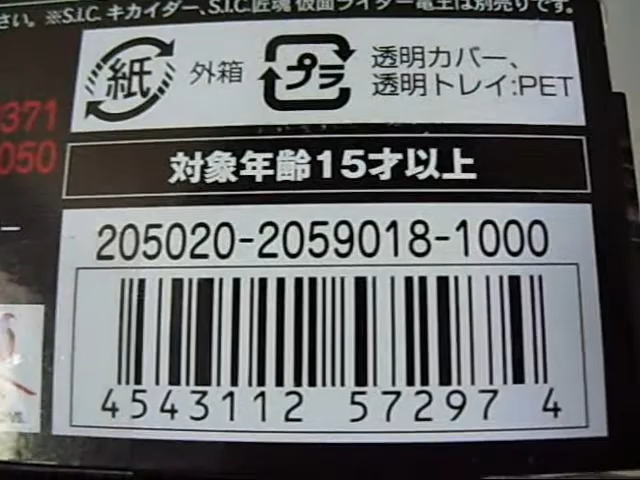 さい。※S.I.C. キカイダー、S.I.C.匠魂 仮面ライダー電王は別売りです。
紙 外箱 プラ 透明カバー、
透明トレイ:PET
371
050
対象年齢15才以上
205020-2059018-1000
4543112 57297 4